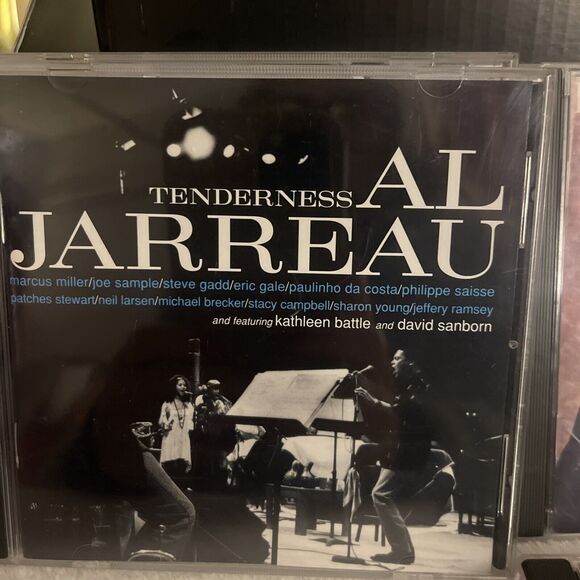 TENDERNESS AL
JARREAU
marcus miller/joe sample/steve gadd/eric gale/paulinho da costa/philippe saisse
patches stewart/neil larsen/michael brecker/stacy campbell/sharon young/jeffery ramsey
and featuring kathleen battle and david sanborn